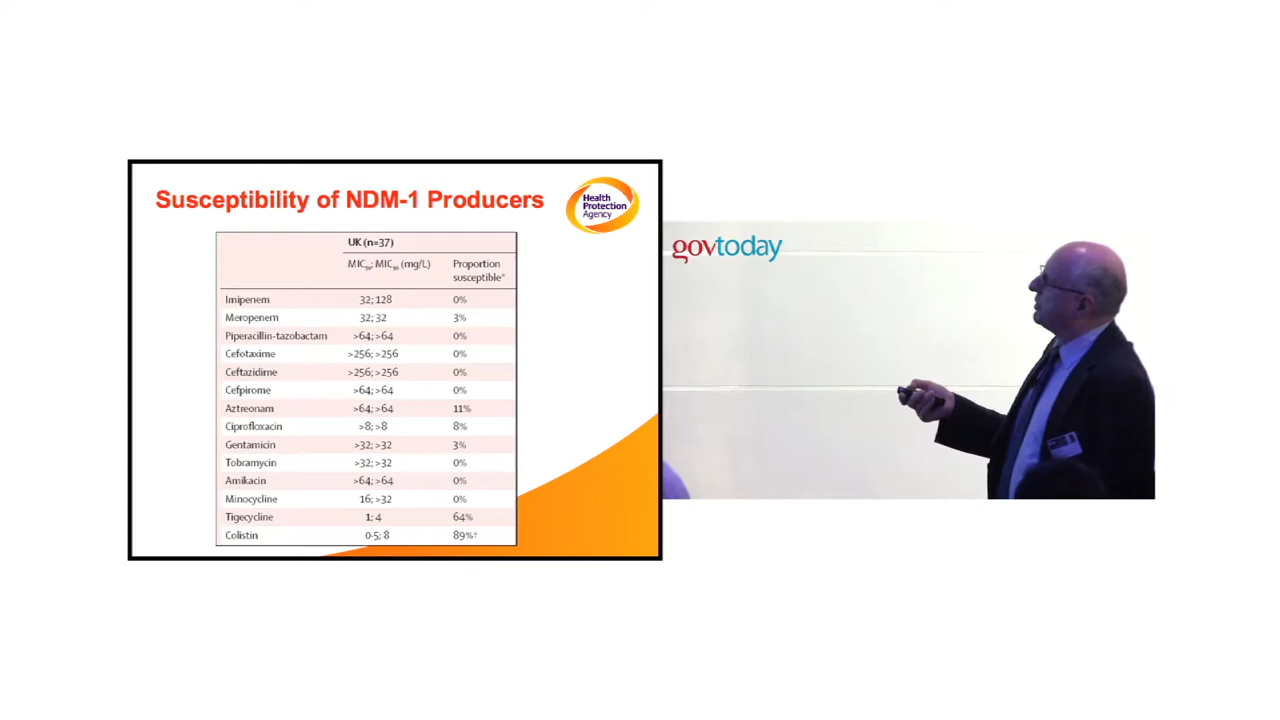 Susceptibility of NDM-1 Producers
Health
Protection
Agency
UK (n=37)
MIC50; MIC90 (mg/L) Proportion
susceptible*
Imipenem 32; 128 0%
Meropenem 32; 32 3%
Piperacillin-tazobactam >64; >64 0%
Cefotaxime >256; >256 0%
Ceftazidime >256; >256 0%
Cefpirome >64; >64 0%
Aztreonam >64; >64 11%
Ciprofloxacin >8; >8 8%
Gentamicin >32; >32 3%
Tobramycin >32; >32 0%
Amikacin >64; >64 0%
Minocycline 16; >32 0%
Tigecycline 1; 4 64%
Colistin 0·5; 8 89%†
govtoday